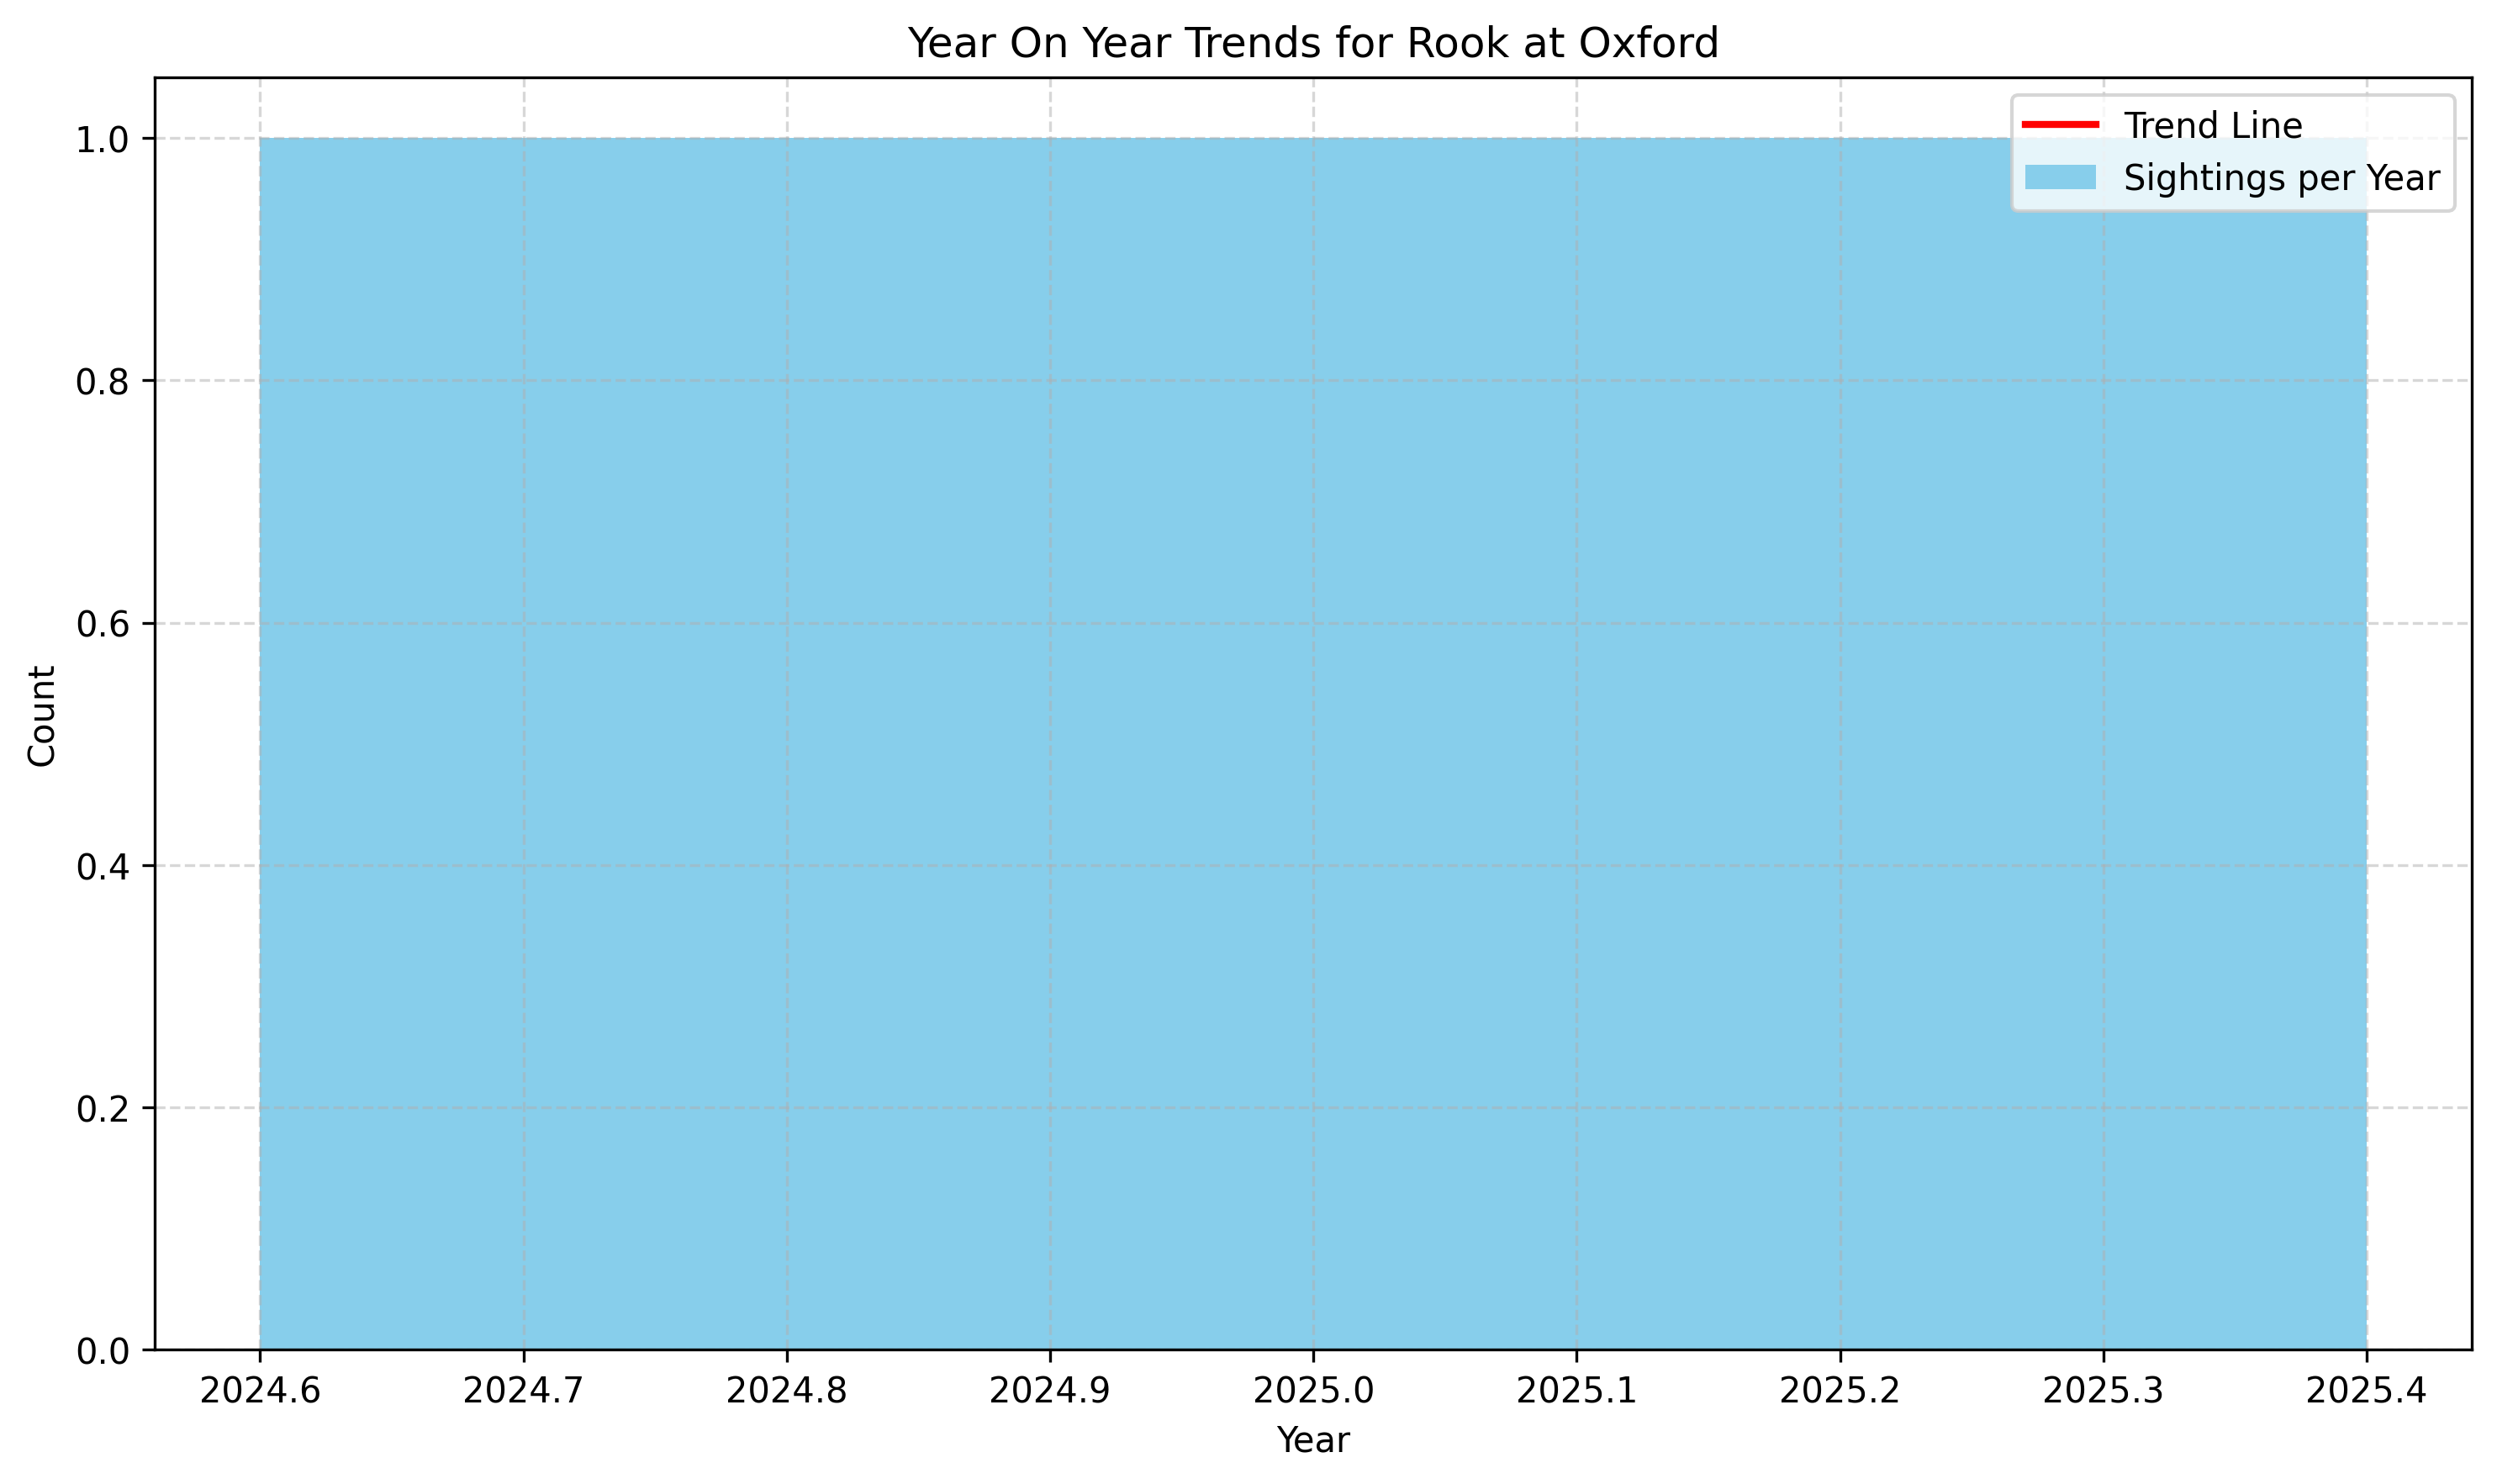 Year On Year Trends for Rook at Oxford
Trend Line
Sightings per Year
1.0
0.8
0.6
0.4
0.2
0.0
Count
2024.6 2024.7 2024.8 2024.9 2025.0 2025.1 2025.2 2025.3 2025.4
Year